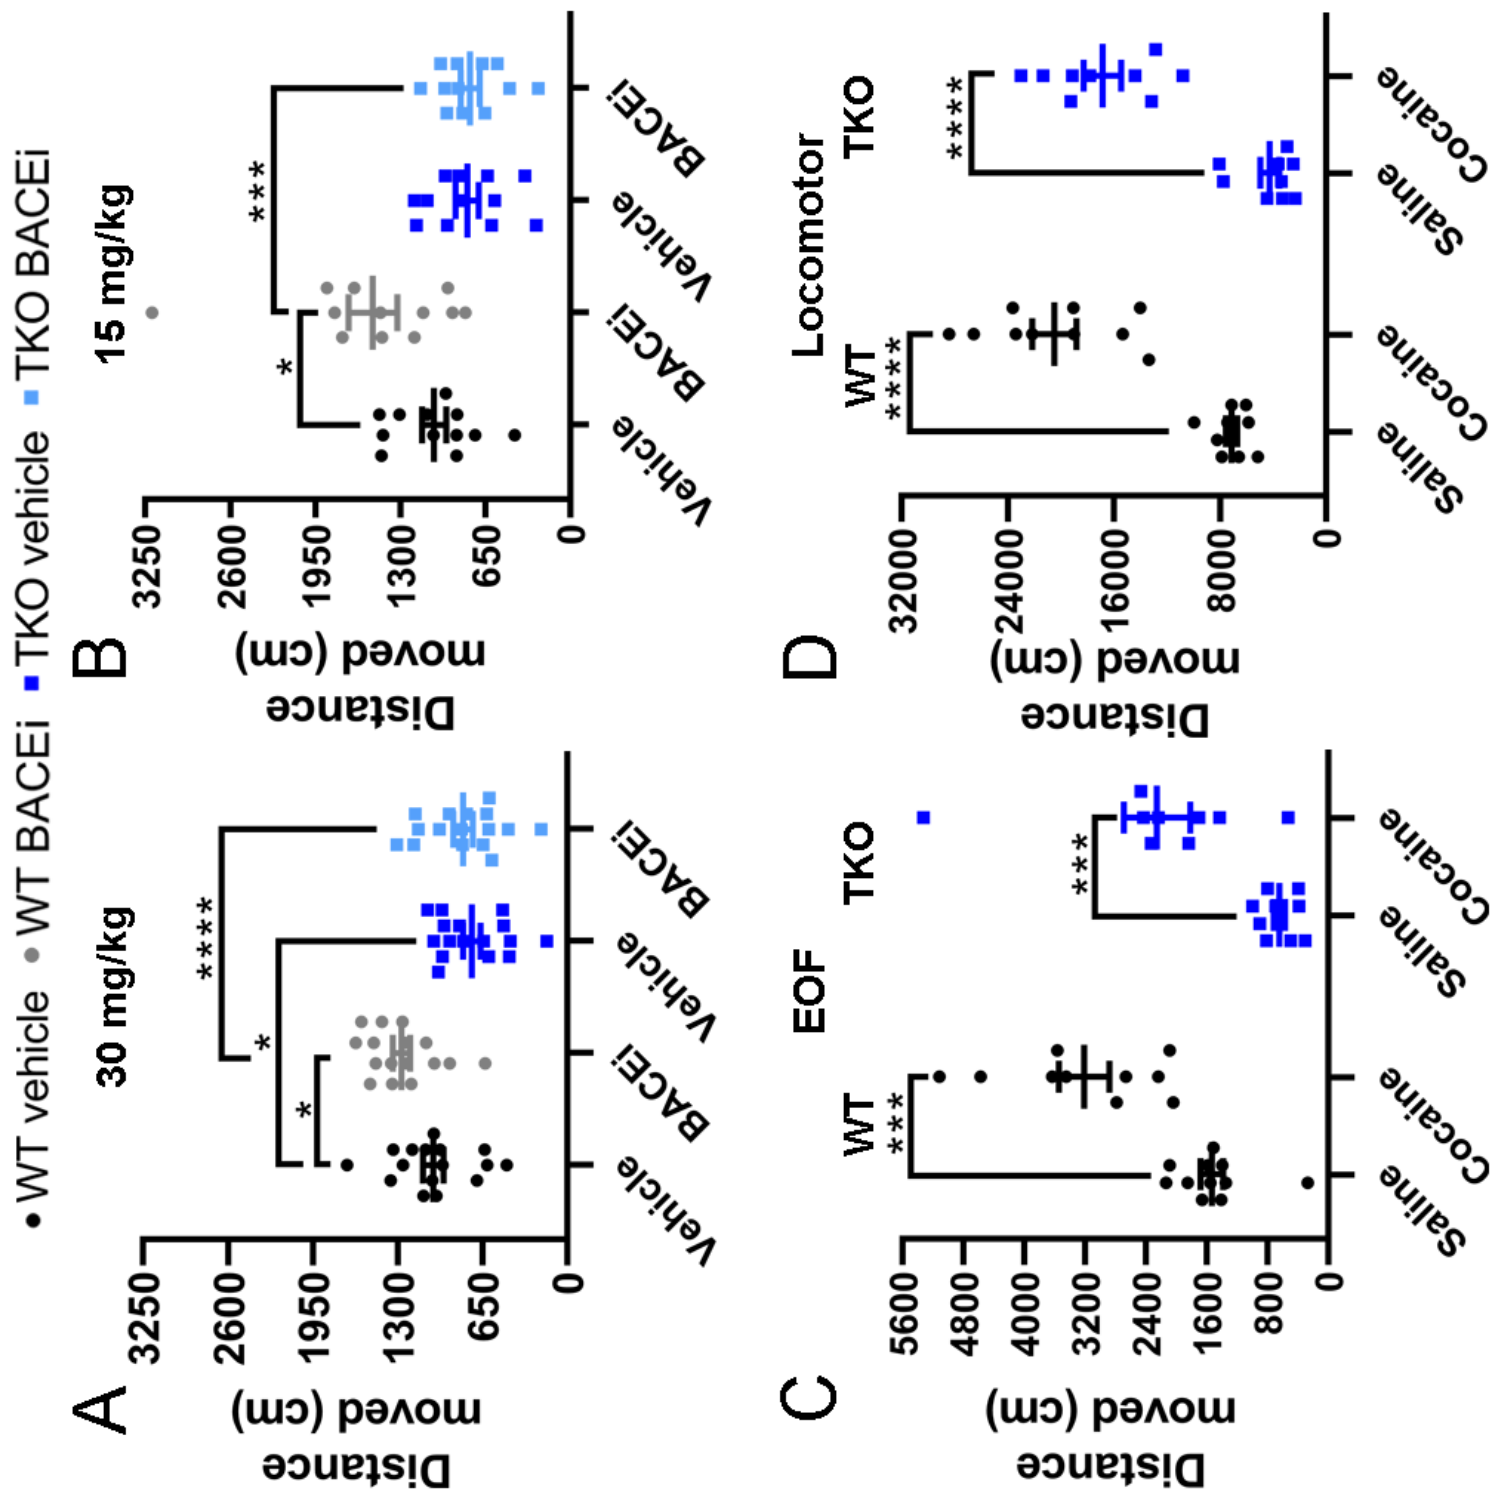 • WT vehicle • WT BACEi ▪ TKO vehicle ▪ TKO BACEi
A
30 mg/kg
Distance
moved (cm)
3250
2600
1950
1300
650
0
*
*
****
Vehicle
BACEi
Vehicle
BACEi
B
15 mg/kg
Distance
moved (cm)
3250
2600
1950
1300
650
0
*
***
Vehicle
BACEi
Vehicle
BACEi
C
EOF
WT
TKO
Distance
moved (cm)
5600
4800
4000
3200
2400
1600
800
0
***
***
Saline
Cocaine
Saline
Cocaine
D
Locomotor
WT
TKO
Distance
moved (cm)
32000
24000
16000
8000
0
****
****
Saline
Cocaine
Saline
Cocaine